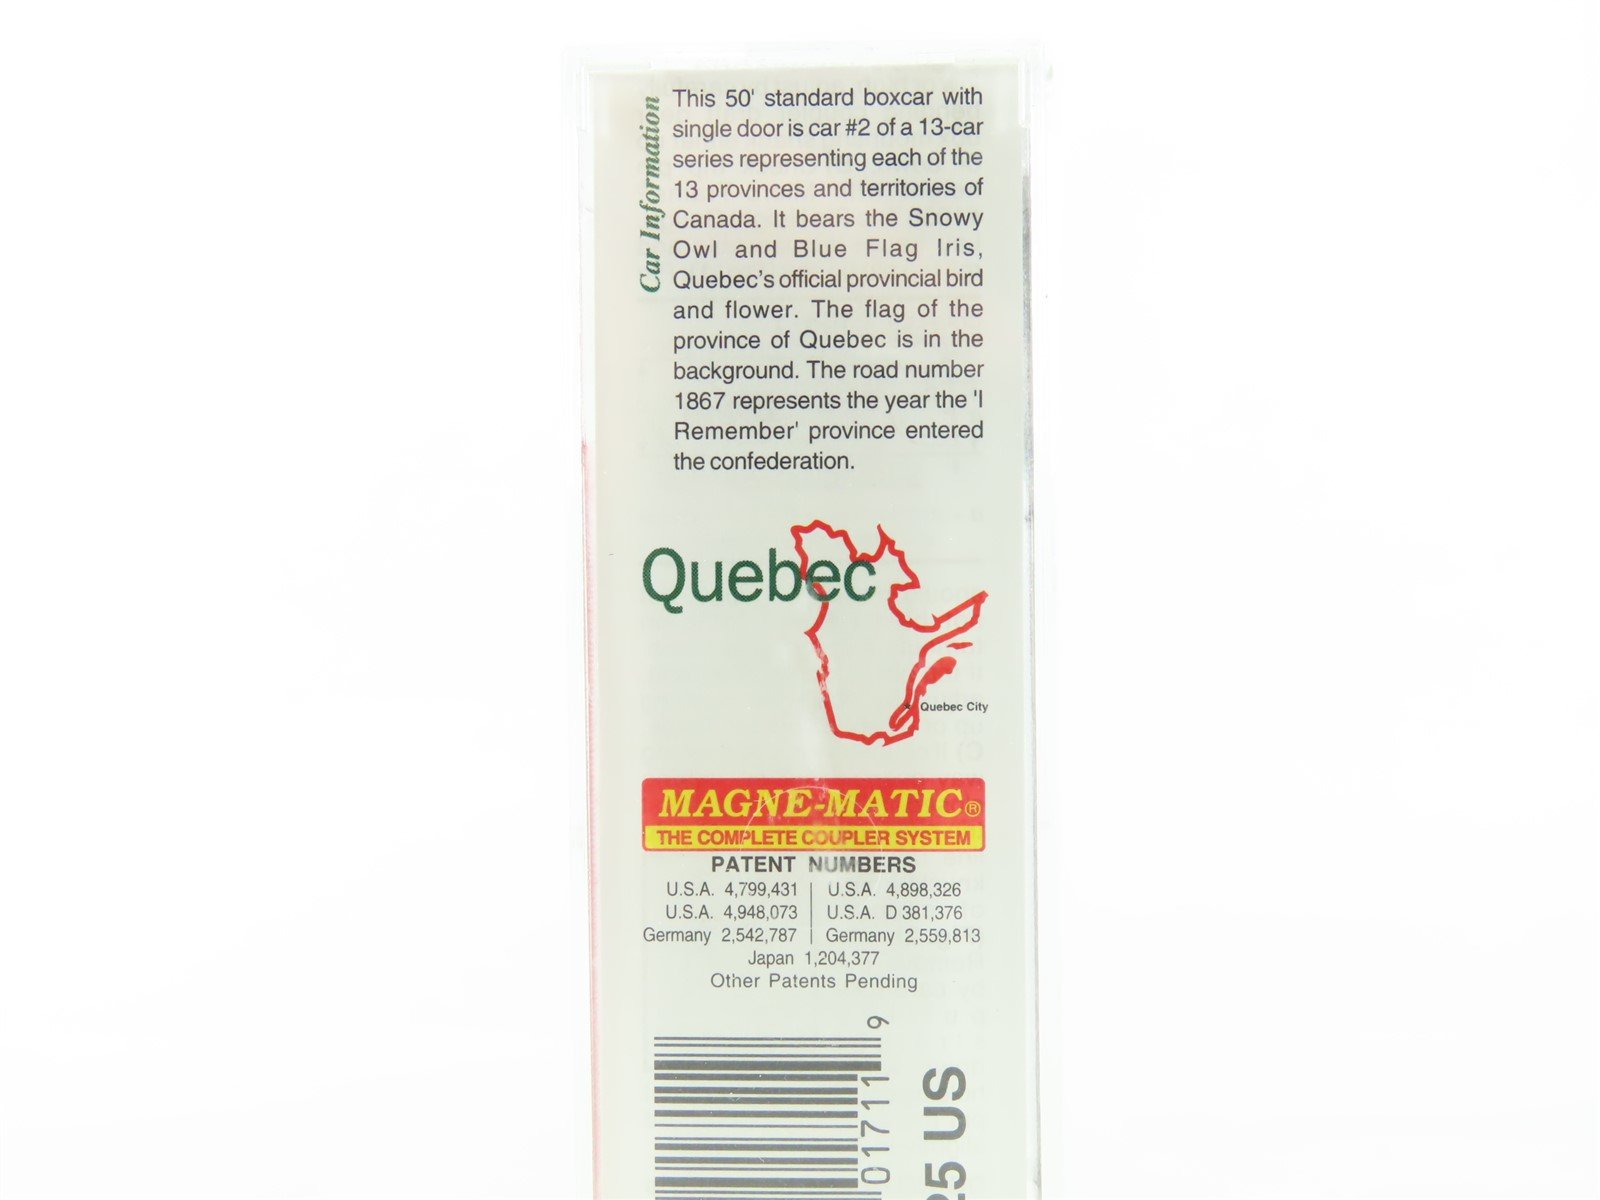 Car Information
This 50' standard boxcar with
single door is car #2 of a 13-car
series representing each of the
13 provinces and territories of
Canada. It bears the Snowy
Owl and Blue Flag Iris,
Quebec's official provincial bird
and flower. The flag of the
province of Quebec is in the
background. The road number
1867 represents the year the 'I
Remember' province entered
the confederation.
Quebec
Quebec City
MAGNE-MATIC®
THE COMPLETE COUPLER SYSTEM
PATENT NUMBERS
U.S.A. 4,799,431 | U.S.A. 4,898,326
U.S.A. 4,948,073 | U.S.A. D 381,376
Germany 2,542,787 | Germany 2,559,813
Japan 1,204,377
Other Patents Pending
01711 9
25 US